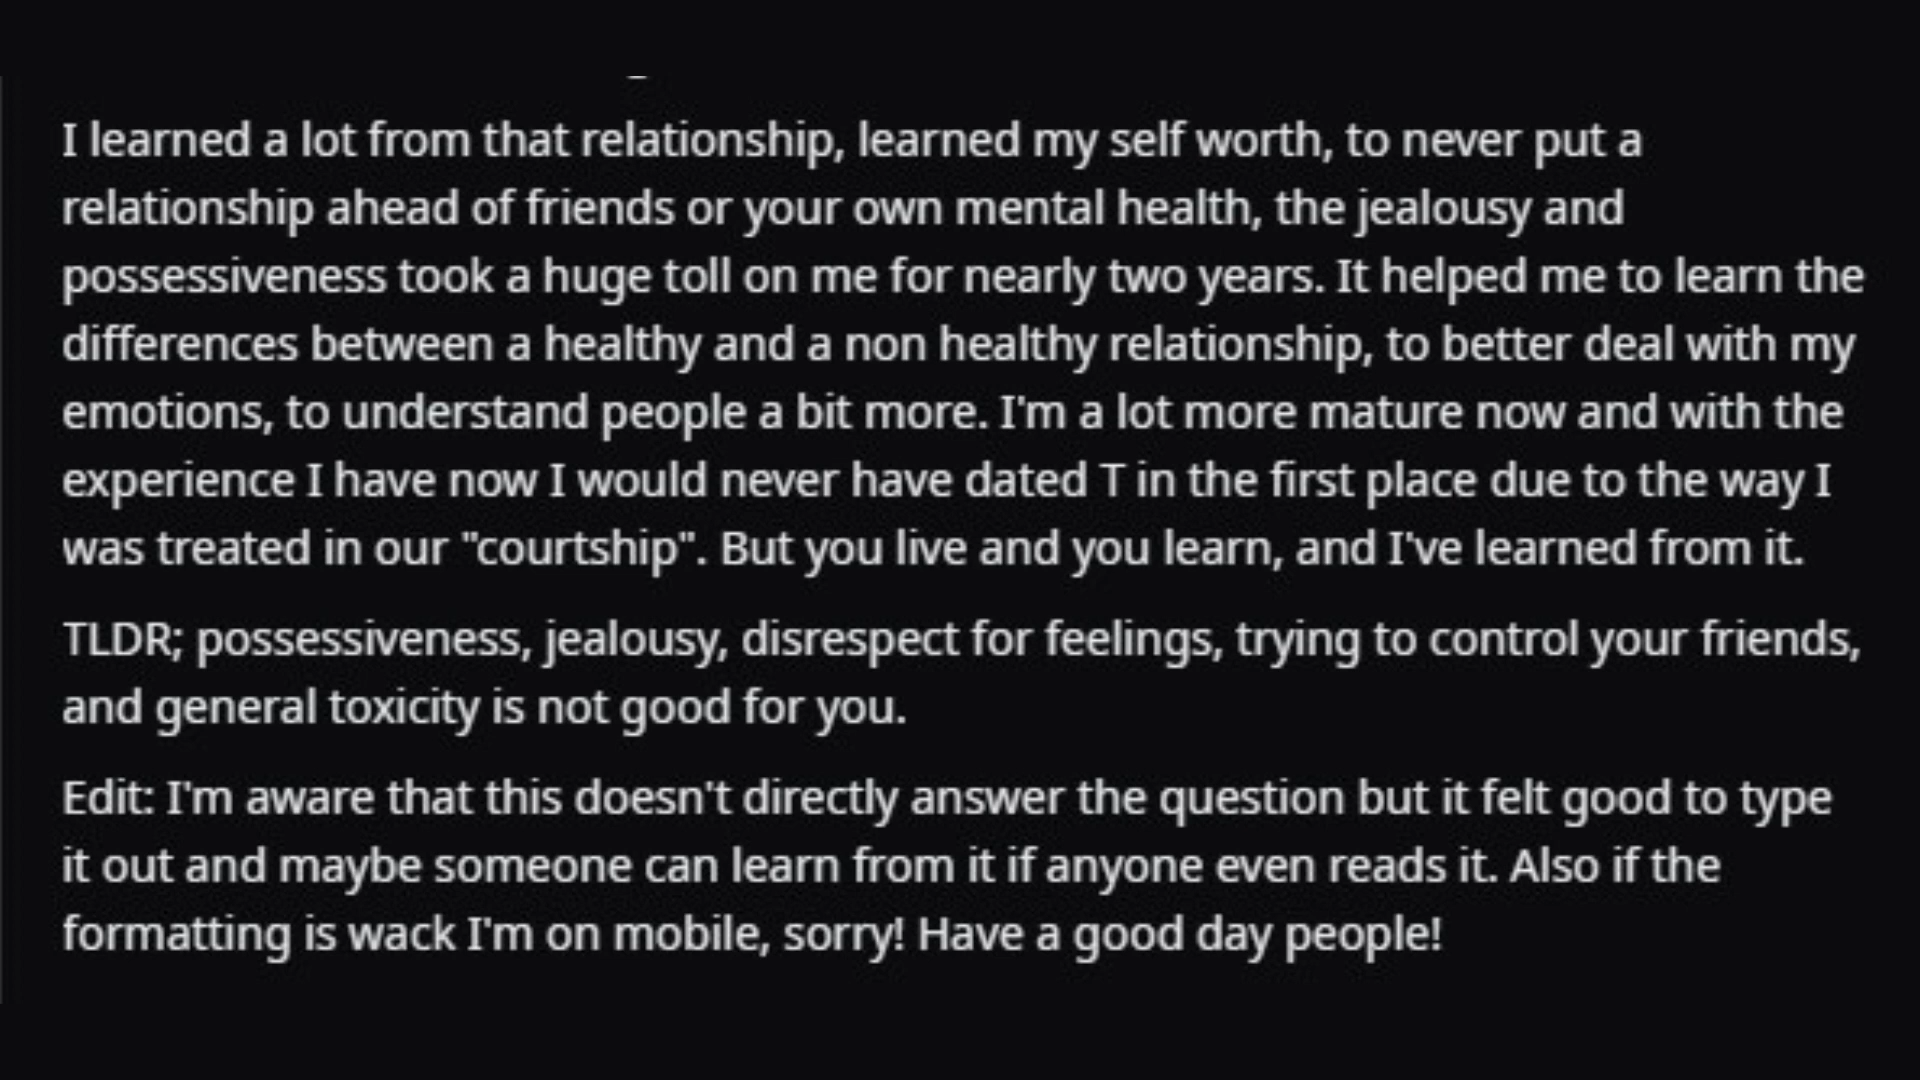 I learned a lot from that relationship, learned my self worth, to never put a
relationship ahead of friends or your own mental health, the jealousy and
possessiveness took a huge toll on me for nearly two years. It helped me to learn the
differences between a healthy and a non healthy relationship, to better deal with my
emotions, to understand people a bit more. I'm a lot more mature now and with the
experience I have now I would never have dated T in the first place due to the way I
was treated in our "courtship". But you live and you learn, and I've learned from it.
TLDR; possessiveness, jealousy, disrespect for feelings, trying to control your friends,
and general toxicity is not good for you.
Edit: I'm aware that this doesn't directly answer the question but it felt good to type
it out and maybe someone can learn from it if anyone even reads it. Also if the
formatting is wack I'm on mobile, sorry! Have a good day people!